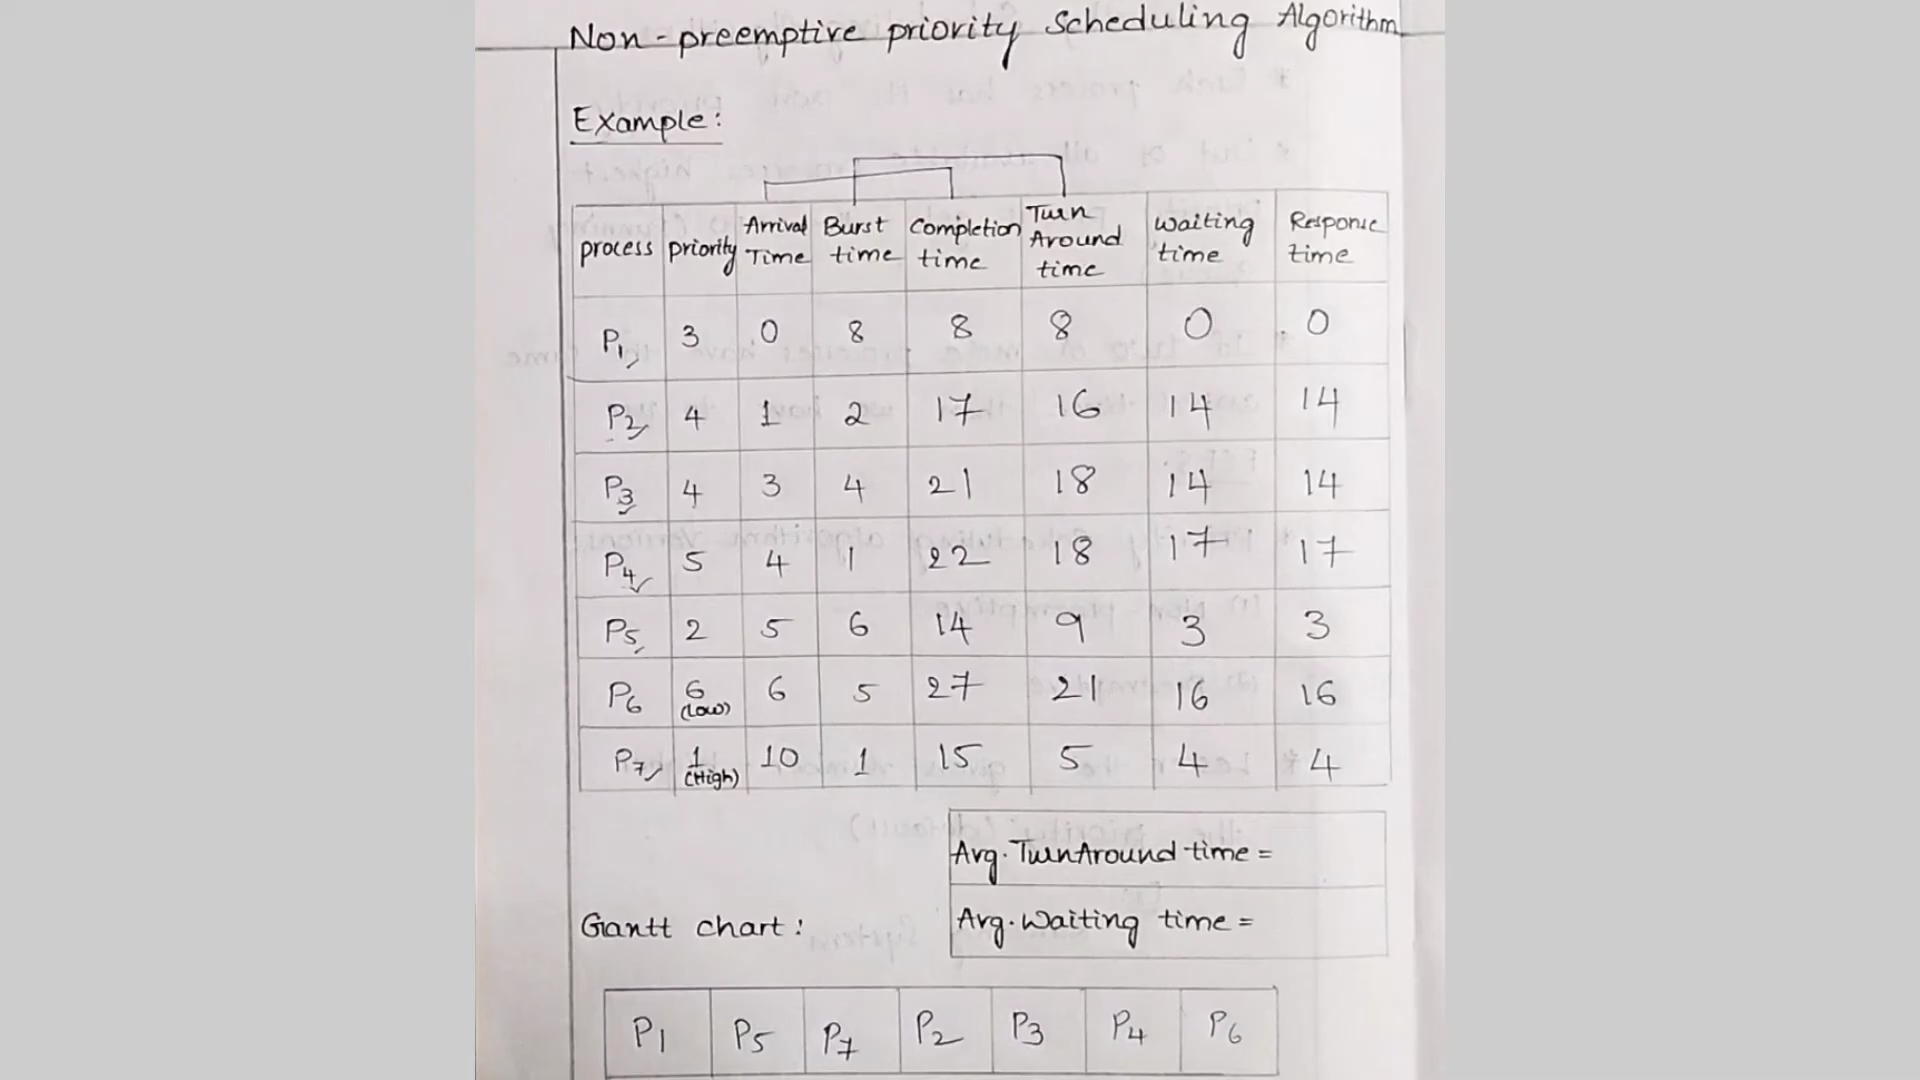 Non-preemptive priority Scheduling Algorithm
Example:
process priority Arrival Time Burst time Completion time Turn Around time waiting time Response time
P1 3 0 8 8 8 0 0
P2 4 1 2 17 16 14 14
P3 4 3 4 21 18 14 14
P4 5 4 1 22 18 17 17
P5 2 5 6 14 9 3 3
P6 6 (Low) 6 5 27 21 16 16
P7 1 (High) 10 1 15 5 4 4
Avg. TurnAround time =
Avg. Waiting time =
Gantt chart:
P1 P5 P7 P2 P3 P4 P6